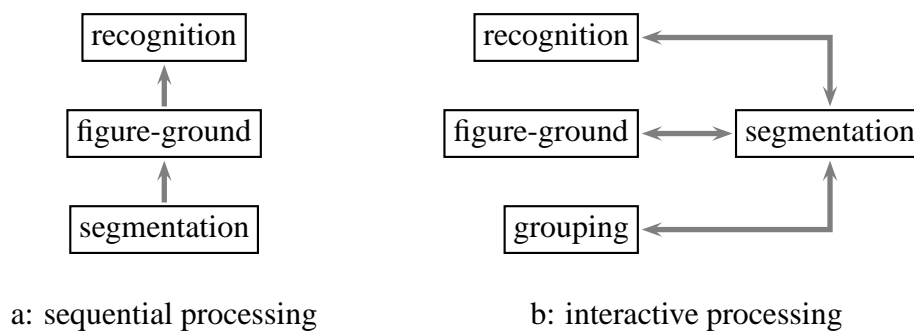 recognition
figure-ground
segmentation
a: sequential processing
recognition
figure-ground
segmentation
grouping
b: interactive processing